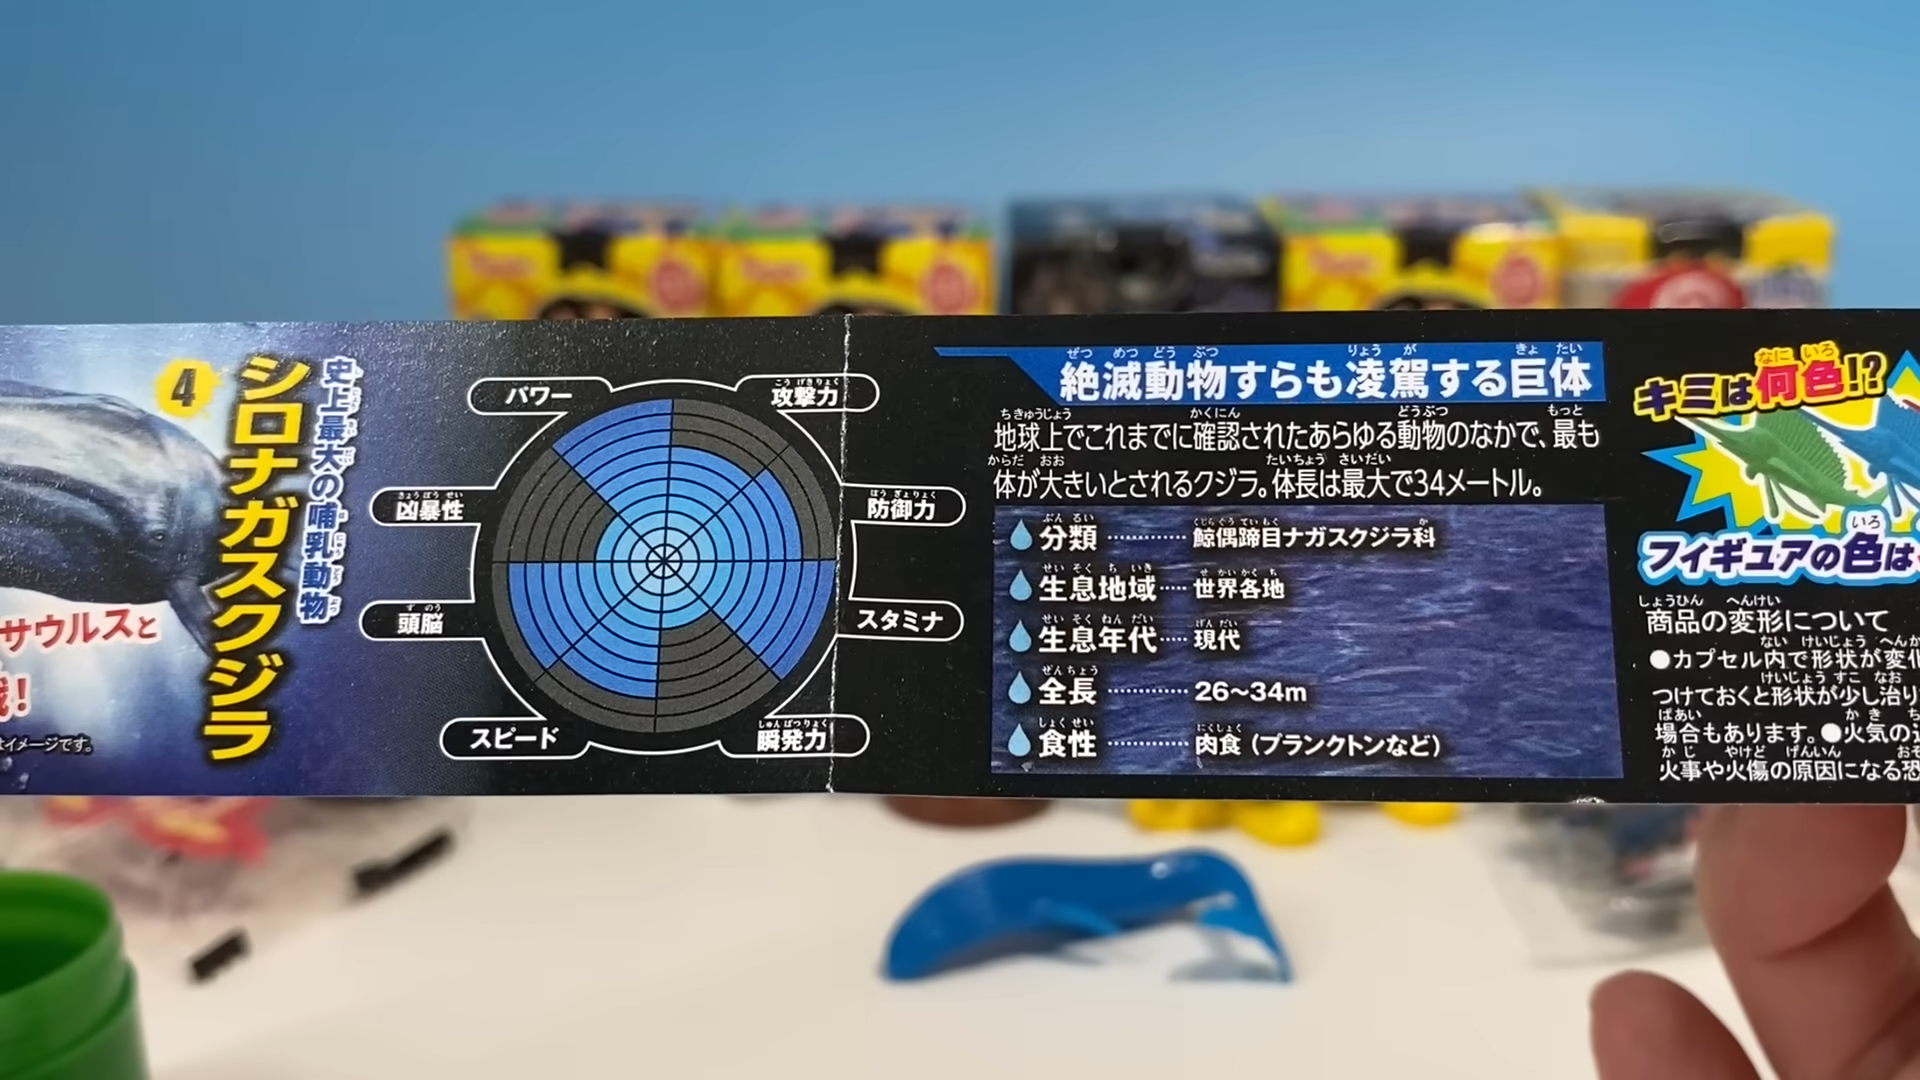 サウルスと
戦!
イメージです。
4
シロナガスクジラ
史上最大の哺乳動物
パワー
攻撃力
凶暴性
防御力
頭脳
スタミナ
スピード
瞬発力
絶滅動物すらも凌駕する巨体
地球上でこれまでに確認されたあらゆる動物のなかで、最も
体が大きいとされるクジラ。体長は最大で34メートル。
分類 ………… 鯨偶蹄目ナガスクジラ科
生息地域 …… 世界各地
生息年代 …… 現代
全長 ………… 26〜34m
食性 ………… 肉食(プランクトンなど)
キミは何色!?
フィギュアの色は
商品の変形について
●カプセル内で形状が変化
つけておくと形状が少し治り
場合もあります。●火気の近
火事や火傷の原因になる恐